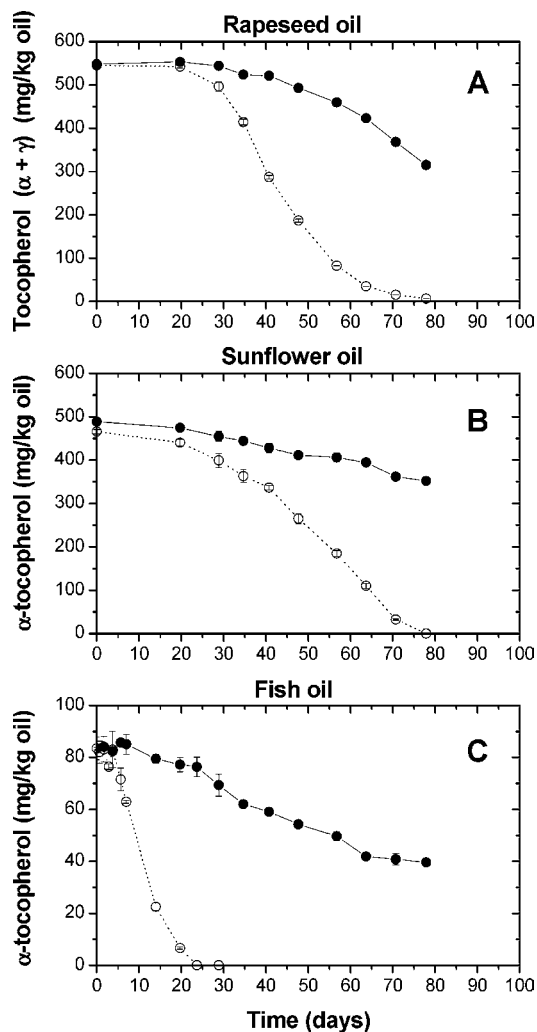 Rapeseed oil
A
Tocopherol (α + γ) (mg/kg oil)
600
500
400
300
200
100
0
0 10 20 30 40 50 60 70 80 90 100
Sunflower oil
B
α-tocopherol (mg/kg oil)
600
500
400
300
200
100
0
0 10 20 30 40 50 60 70 80 90 100
Fish oil
C
α-tocopherol (mg/kg oil)
100
80
60
40
20
0
0 10 20 30 40 50 60 70 80 90 100
Time (days)